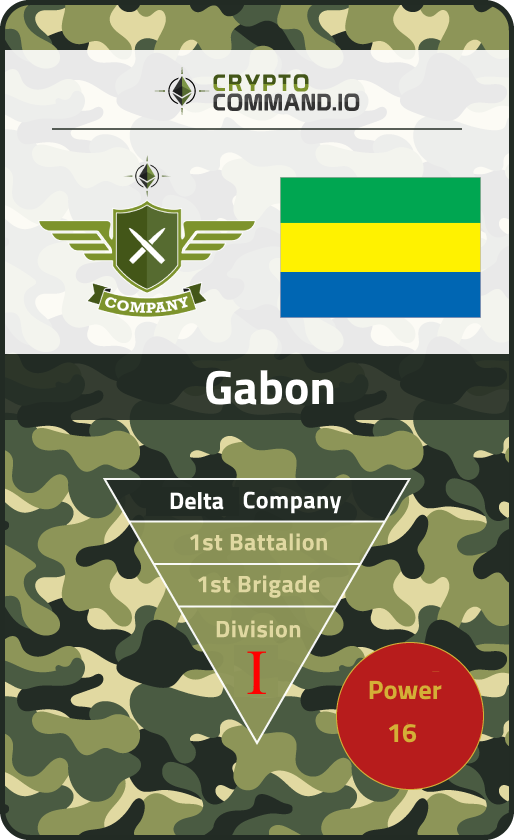 CRYPTO
COMMAND.IO
COMPANY
Gabon
Delta Company
1st Battalion
1st Brigade
Division
I
Power
16